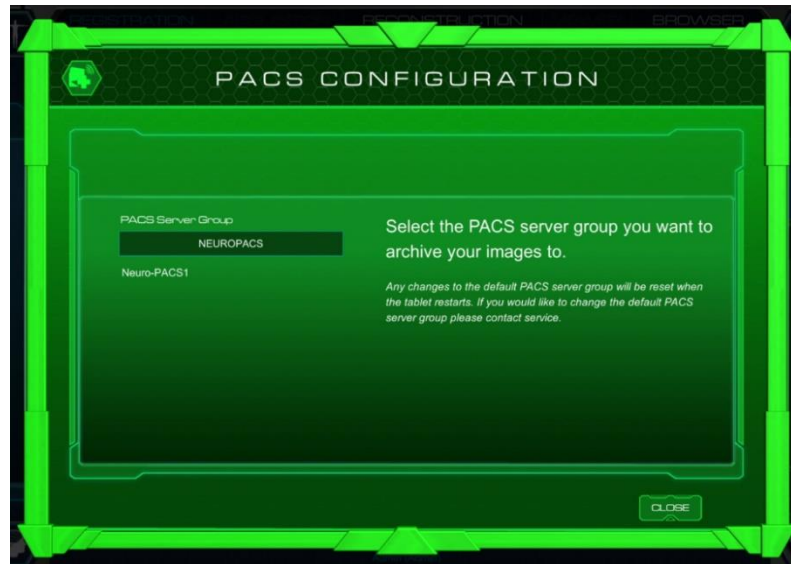 REGISTRATION RECONSTRUCTION BROWSER
PACS CONFIGURATION
PACS Server Group
NEUROPACS
Neuro-PACS1
Select the PACS server group you want to
archive your images to.
Any changes to the default PACS server group will be reset when
the tablet restarts. If you would like to change the default PACS
server group please contact service.
CLOSE